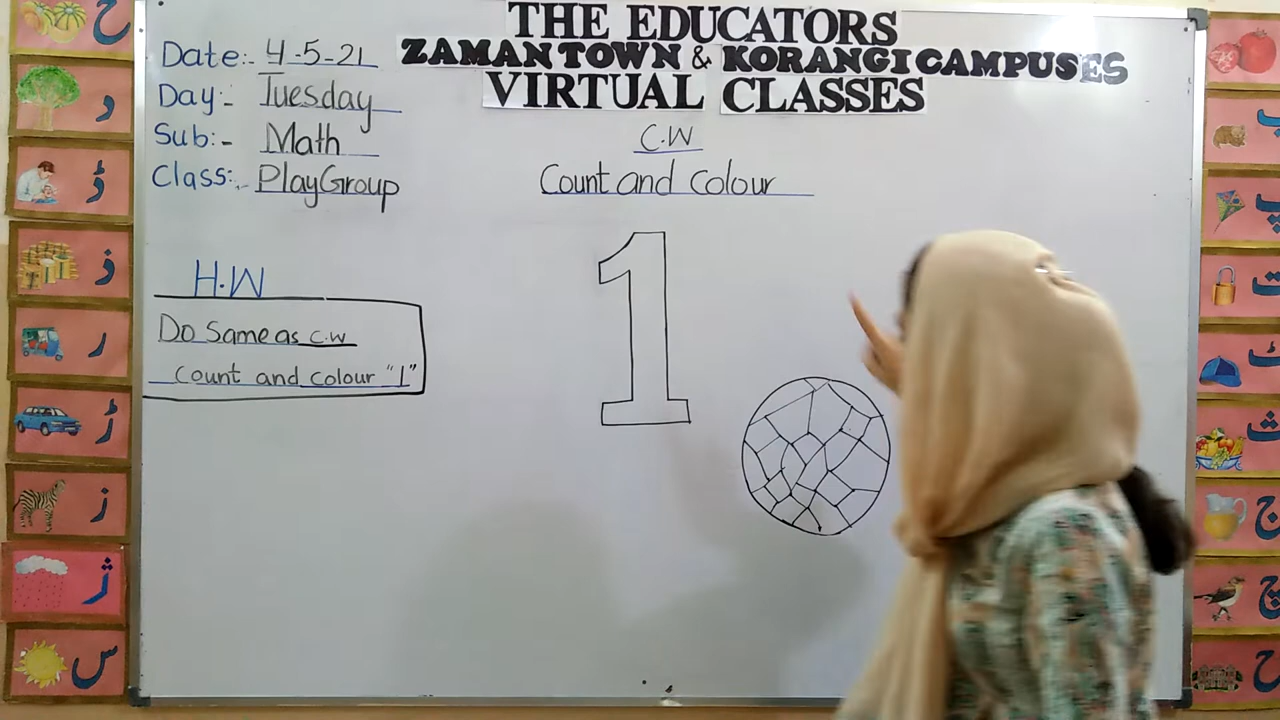 THE EDUCATORS
ZAMAN TOWN & KORANGI CAMPUSES
VIRTUAL CLASSES
Date:- 4-5-21
Day:- Tuesday
Sub:- Math
Class:- PlayGroup
C.W
Count and Colour
1
H.W
Do Same as C.W
Count and Colour "1"
ح
د
ڈ
ذ
ر
ڑ
ز
ژ
س
ب
پ
ت
ٹ
ث
ج
چ
ح